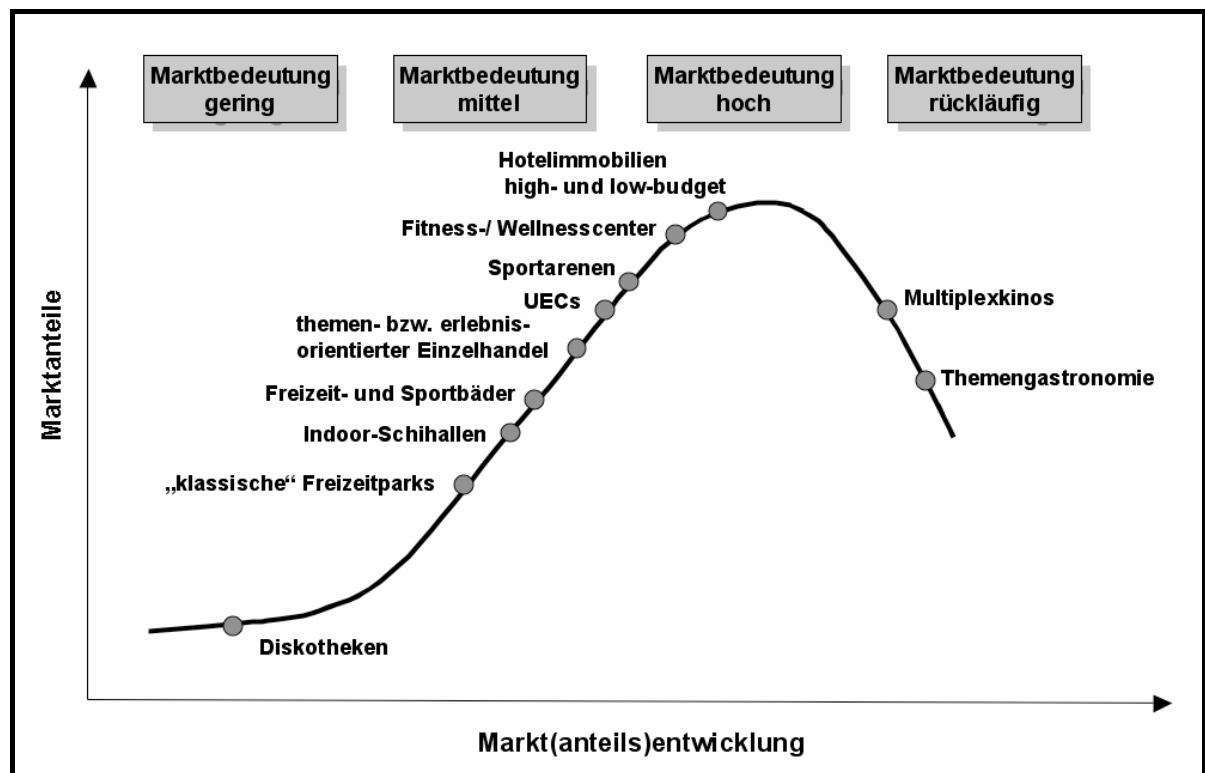 Marktbedeutung
gering
Marktbedeutung
mittel
Marktbedeutung
hoch
Marktbedeutung
rückläufig
Hotelimmobilien
high- und low-budget
Fitness-/ Wellnesscenter
Sportarenen
UECs
themen- bzw. erlebnis-
orientierter Einzelhandel
Freizeit- und Sportbäder
Indoor-Schihallen
„klassische“ Freizeitparks
Diskotheken
Multiplexkinos
Themengastronomie
Marktanteile
Markt(anteils)entwicklung